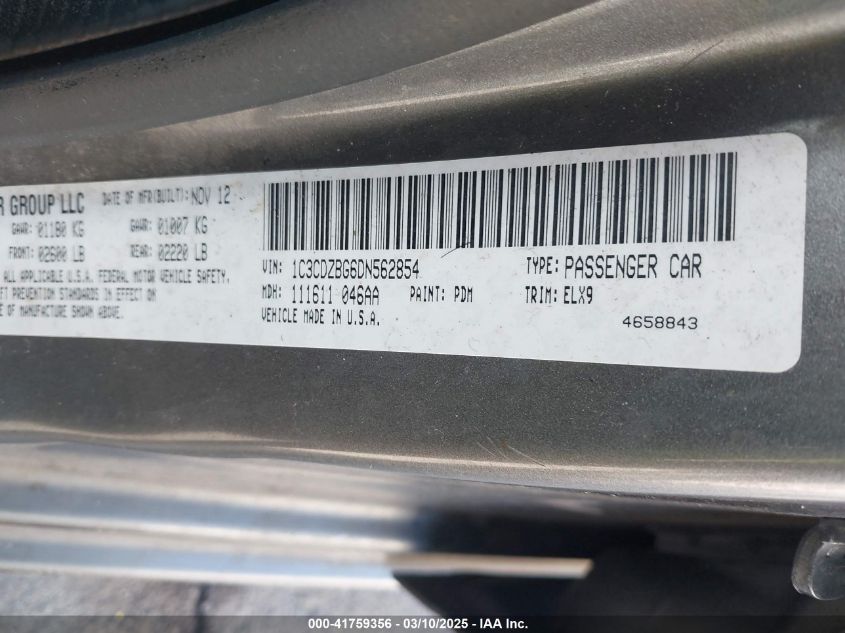 R GROUP LLC
DATE OF MFR(BUILT): NOV 12
GAWR: 01180 KG
GAWR: 01007 KG
FRONT: 02600 LB
REAR: 02220 LB
ALL APPLICABLE U.S.A. FEDERAL MOTOR VEHICLE SAFETY,
FT PREVENTION STANDARDS IN EFFECT ON
E OF MANUFACTURE SHOWN ABOVE.
VIN: 1C3CDZBG6DN562854
TYPE: PASSENGER CAR
MDH: 111611 046AA
PAINT: PDM
TRIM: ELX9
VEHICLE MADE IN U.S.A.
4658843
000-41759356 - 03/10/2025 - IAA Inc.